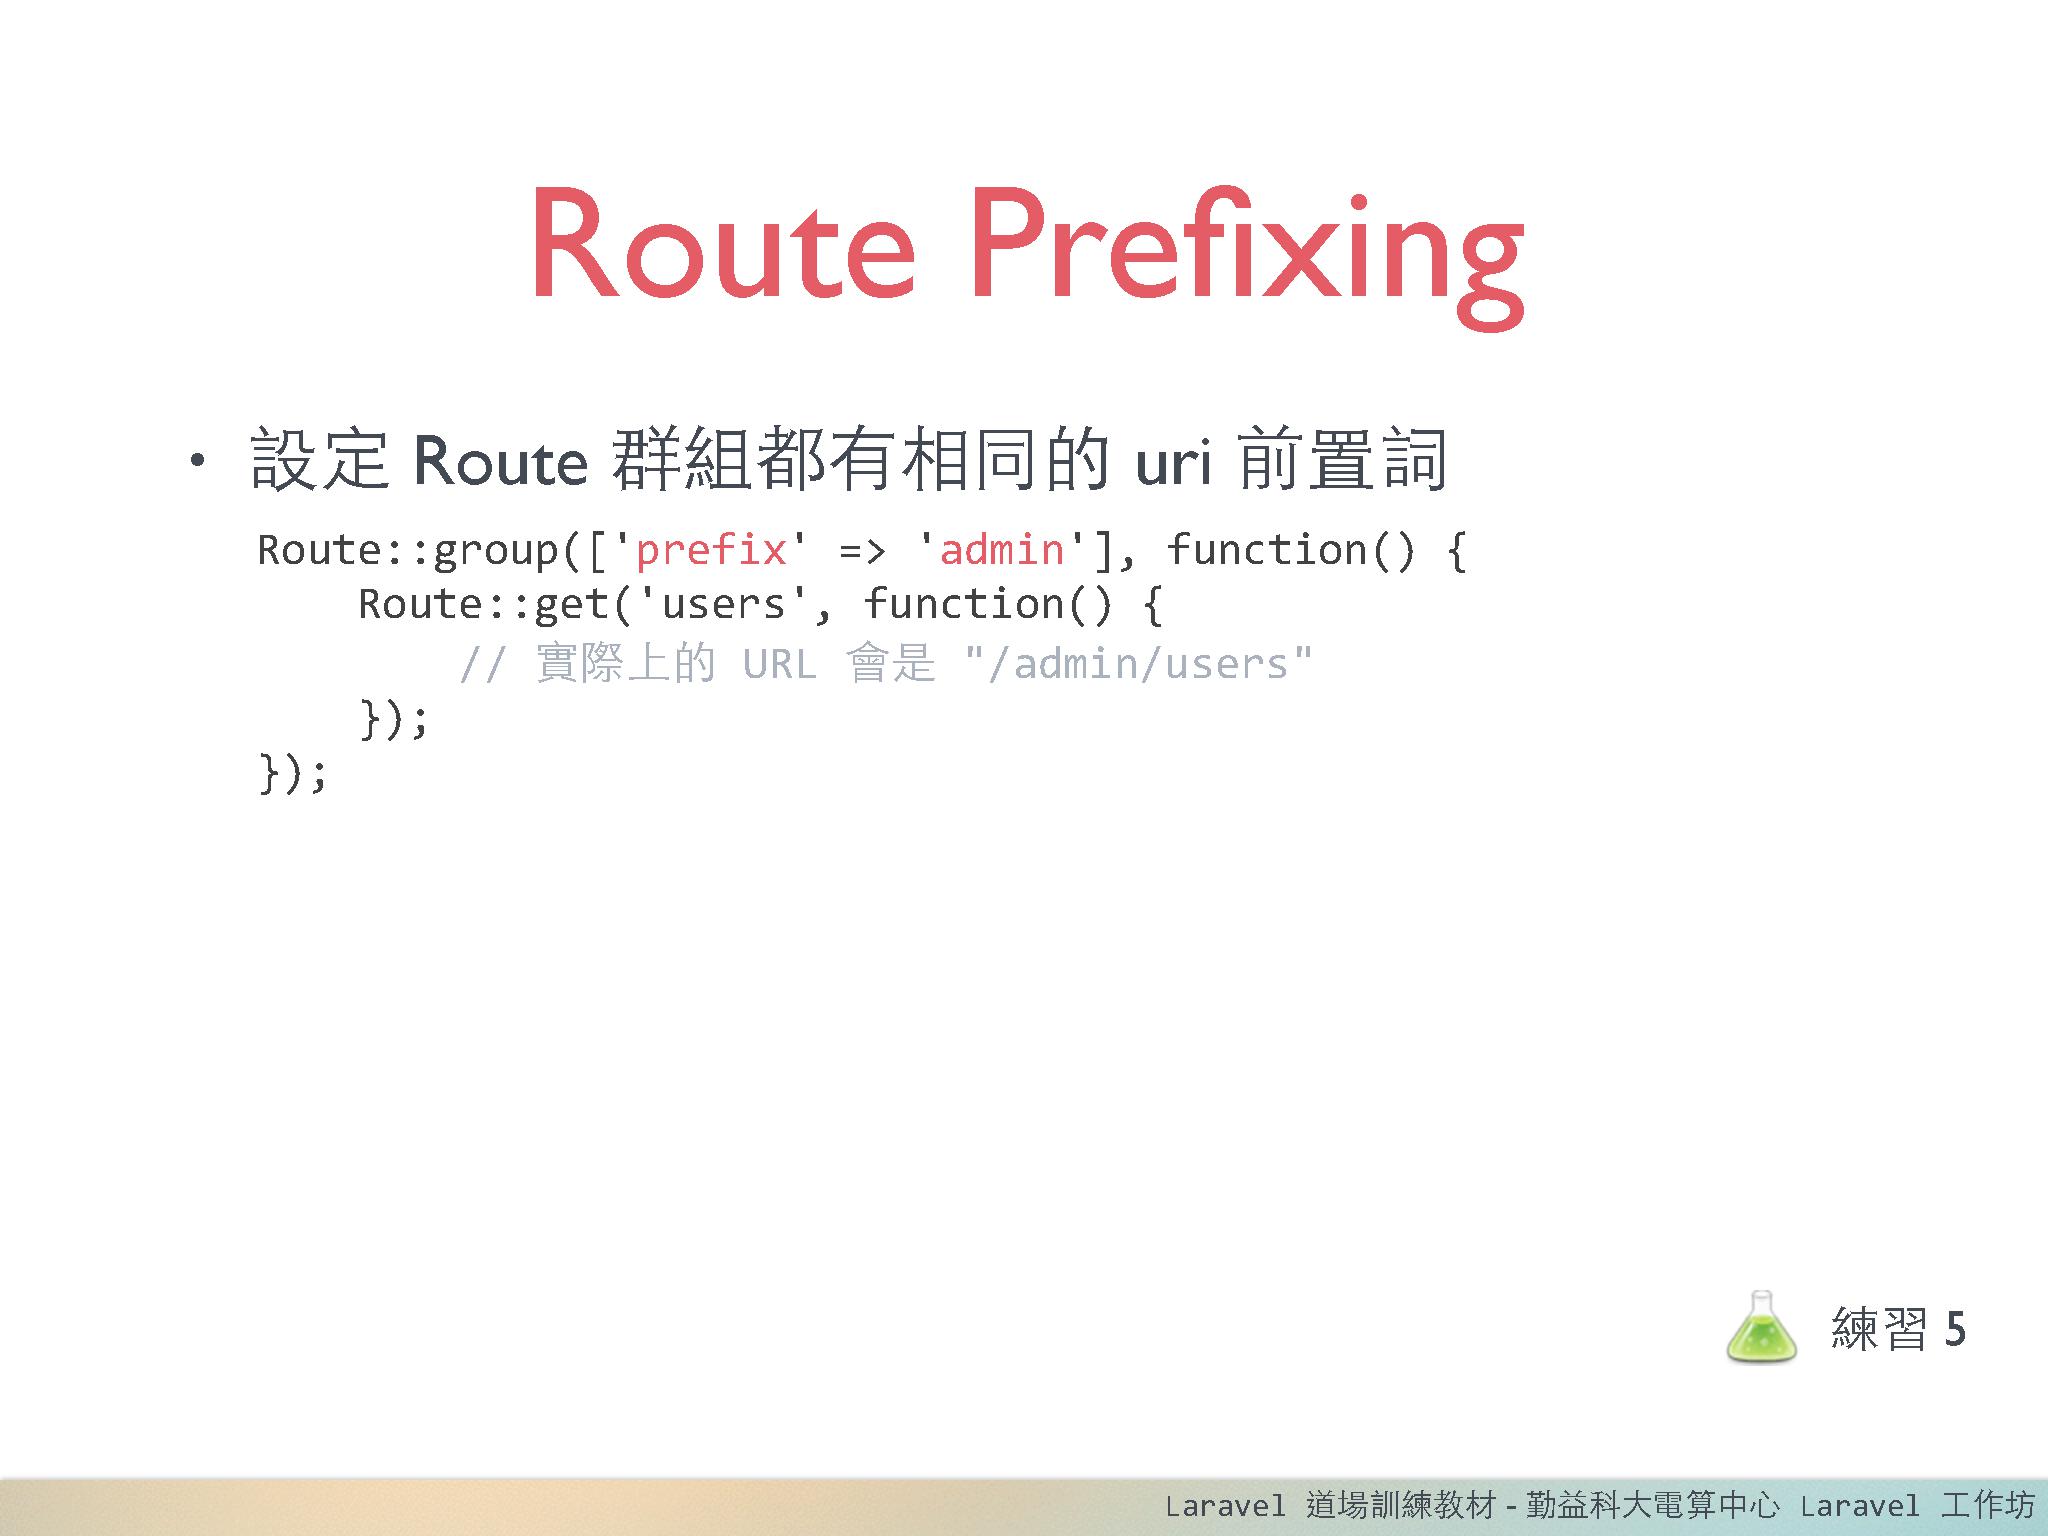 Route Prefixing
• 設定 Route 群組都有相同的 uri 前置詞
Route::group(['prefix' => 'admin'], function() {
    Route::get('users', function() {
        // 實際上的 URL 會是 "/admin/users"
    });
});
練習 5
Laravel 道場訓練教材 - 勤益科大電算中心 Laravel 工作坊